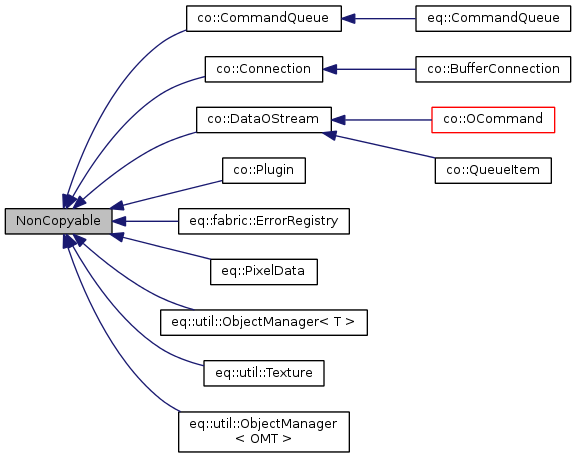 co::CommandQueue
eq::CommandQueue
co::Connection
co::BufferConnection
co::DataOStream
co::OCommand
co::QueueItem
co::Plugin
NonCopyable
eq::fabric::ErrorRegistry
eq::PixelData
eq::util::ObjectManager< T >
eq::util::Texture
eq::util::ObjectManager
< OMT >